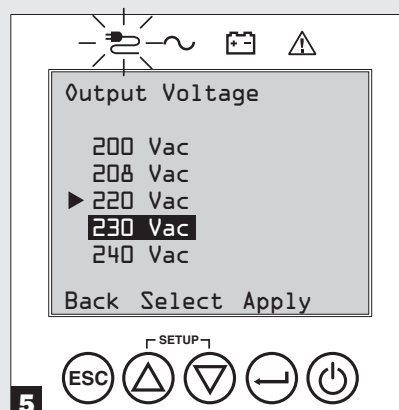 Output Voltage
200 Vac
208 Vac
220 Vac
230 Vac
240 Vac
Back Select Apply
SETUP
ESC
5